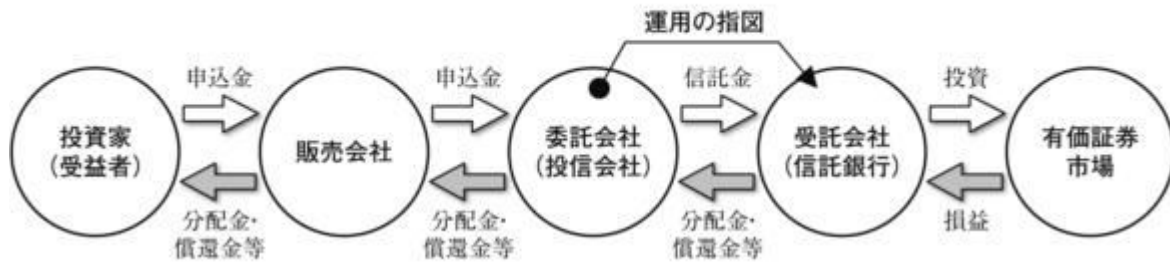 運用の指図
申込金
申込金
信託金
投資
投資家
(受益者)
販売会社
委託会社
(投信会社)
受託会社
(信託銀行)
有価証券
市場
分配金・
償還金等
分配金・
償還金等
分配金・
償還金等
損益